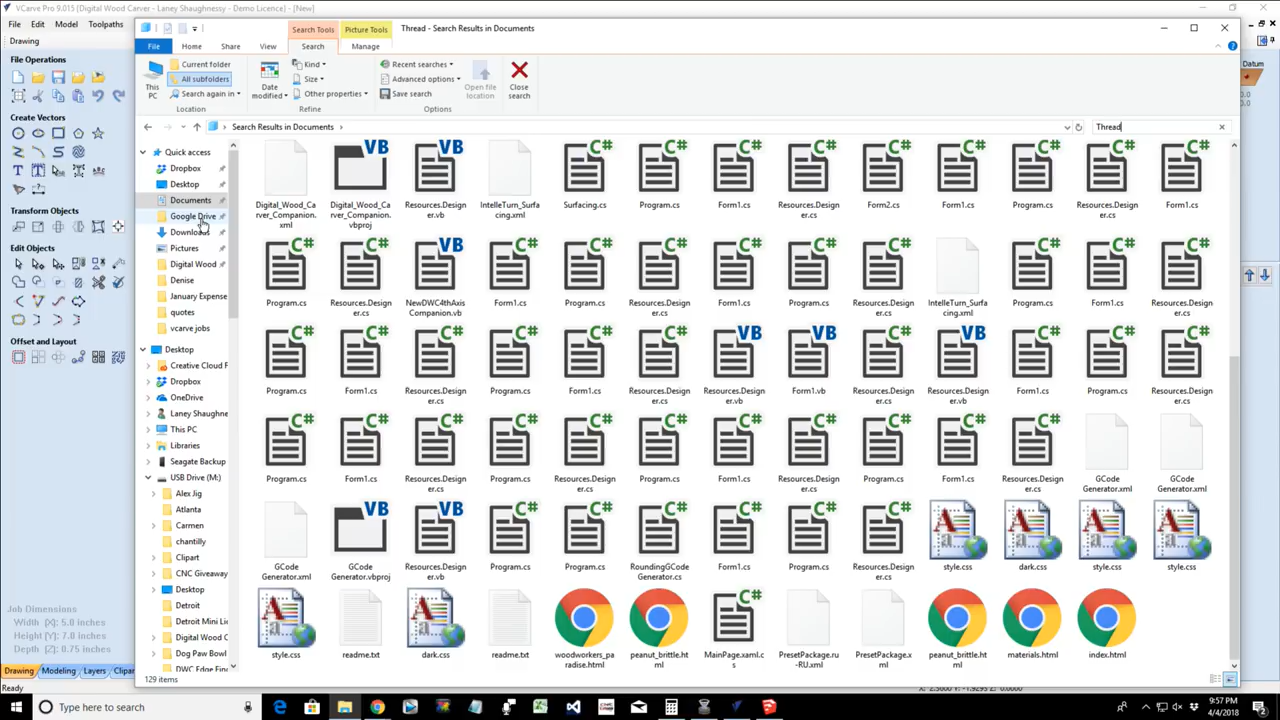 VCarve Pro 9.015 {Digital Wood Carver - Laney Shaughnessy - Demo Licence} - [New]
File Edit Model Toolpaths
Search Tools Picture Tools Thread - Search Results in Documents
Drawing
File Home Share View Search Manage
File Operations
This PC
Current folder
All subfolders
Search again in
Location
Date modified
Kind
Size
Other properties
Refine
Recent searches
Advanced options
Save search
Options
Open file location
Close search
Datum
Create Vectors
Search Results in Documents
Thread
Quick access
Dropbox
Desktop
Documents
Google Drive
Downloads
Pictures
Digital Wood
Denise
January Expense
quotes
vcarve jobs
Desktop
Creative Cloud F
Dropbox
OneDrive
Laney Shaughne
This PC
Libraries
Seagate Backup
USB Drive (M:)
Alex Jig
Atlanta
Carmen
chantilly
Clipart
CNC Giveaway
Desktop
Detroit
Detroit Mini Li
Digital Wood C
Dog Paw Bowl
DWC Edge Fin
Transform Objects
Edit Objects
Offset and Layout
Digital_Wood_Carver_Companion.xml Digital_Wood_Carver_Companion.vbproj Resources.Designer.vb IntelleTurn_Surfacing.xml Surfacing.cs Program.cs Form1.cs Resources.Designer.cs Form2.cs Form1.cs Program.cs Resources.Designer.cs Form1.cs
Program.cs Resources.Designer.cs NewDWC4thAxisCompanion.vb Form1.cs Program.cs Resources.Designer.cs Form1.cs Program.cs Resources.Designer.cs IntelleTurn_Surfacing.xml Program.cs Form1.cs Resources.Designer.cs
Program.cs Form1.cs Resources.Designer.cs Program.cs Form1.cs Resources.Designer.cs Resources.Designer.vb Form1.vb Program.cs Resources.Designer.vb Form1.cs Program.cs Resources.Designer.cs
Program.cs Form1.cs Resources.Designer.cs Program.cs Resources.Designer.cs Program.cs Form1.cs Resources.Designer.cs Program.cs Form1.cs Resources.Designer.cs GCode Generator.xml GCode Generator.xml
GCode Generator.xml GCode Generator.vbproj Resources.Designer.vb Program.cs Program.cs RoundingGCodeGenerator.cs Form1.cs Program.cs Resources.Designer.cs style.css dark.css style.css style.css
style.css readme.txt dark.css readme.txt woodworkers_paradise.html peanut_brittle.html MainPage.xaml.cs PresetPackage.ru-RU.xml PresetPackage.xml peanut_brittle.html materials.html index.html
Job Dimensions
Width [X]: 5.0 inches
Height [Y]: 7.0 inches
Depth [Z]: 0.75 inches
Drawing Modeling Layers Clipar
Ready
129 items
Type here to search
9:57 PM
4/4/2018